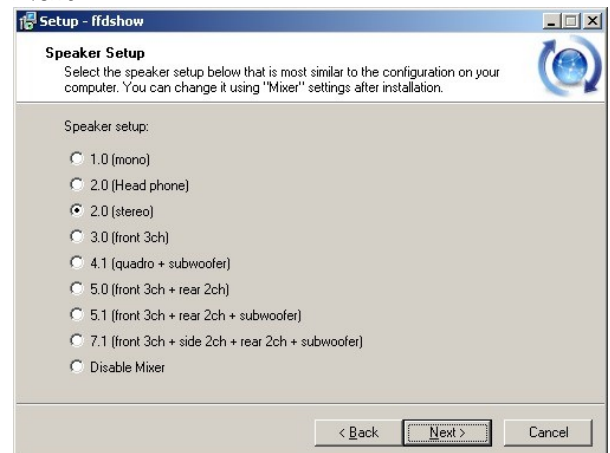 Setup - ffdshow
Speaker Setup
Select the speaker setup below that is most similar to the configuration on your
computer. You can change it using "Mixer" settings after installation.
Speaker setup:
1.0 (mono)
2.0 (Head phone)
2.0 (stereo)
3.0 (front 3ch)
4.1 (quadro + subwoofer)
5.0 (front 3ch + rear 2ch)
5.1 (front 3ch + rear 2ch + subwoofer)
7.1 (front 3ch + side 2ch + rear 2ch + subwoofer)
Disable Mixer
< Back Next > Cancel